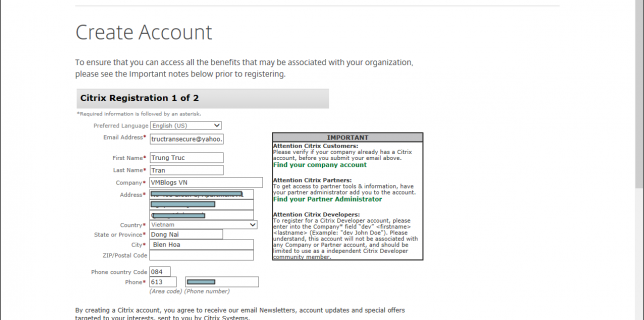 Create Account
To ensure that you can access all the benefits that may be associated with your organization,
please see the important notes below prior to registering.
Citrix Registration 1 of 2
*Required information is followed by an asterisk.
Preferred Language English (US)
Email Address* tructransecure@yahoo.
First Name* Trung Truc
Last Name* Tran
Company* VMBlogs VN
Address*
Country* Vietnam
State or Province* Dong Nai
City* Bien Hoa
ZIP/Postal Code
Phone country Code 084
Phone* 613
(Area code) (Phone number)
IMPORTANT
Attention Citrix Customers:
Please verify if your company already has a Citrix
account, before you submit your email above.
Find your company account
Attention Citrix Partners:
To get access to partner tools & information, have
your partner administrator add you to the account.
Find your Partner Administrator
Attention Citrix Developers:
To register for a Citrix Developer account, please
enter into the Company* field "dev" <firstname>
<lastname> (Example: "dev John Doe"). Please
understand, this account will not be associated with
any Company or Partner account, and should be
limited to use as a independent Citrix Developer
community member.
By creating a Citrix account, you agree to receive our email Newsletters, account updates and special offers
targeted to your interests, sent to you by Citrix Systems.